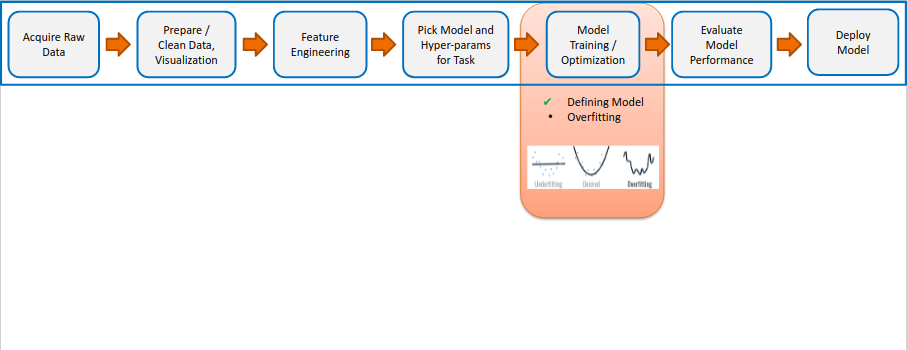 Acquire Raw
Data
Prepare /
Clean Data,
Visualization
Feature
Engineering
Pick Model and
Hyper-params
for Task
Model
Training /
Optimization
Evaluate
Model
Performance
Deploy
Model
✔ Defining Model
• Overfitting
Underfitting
Desired
Overfitting